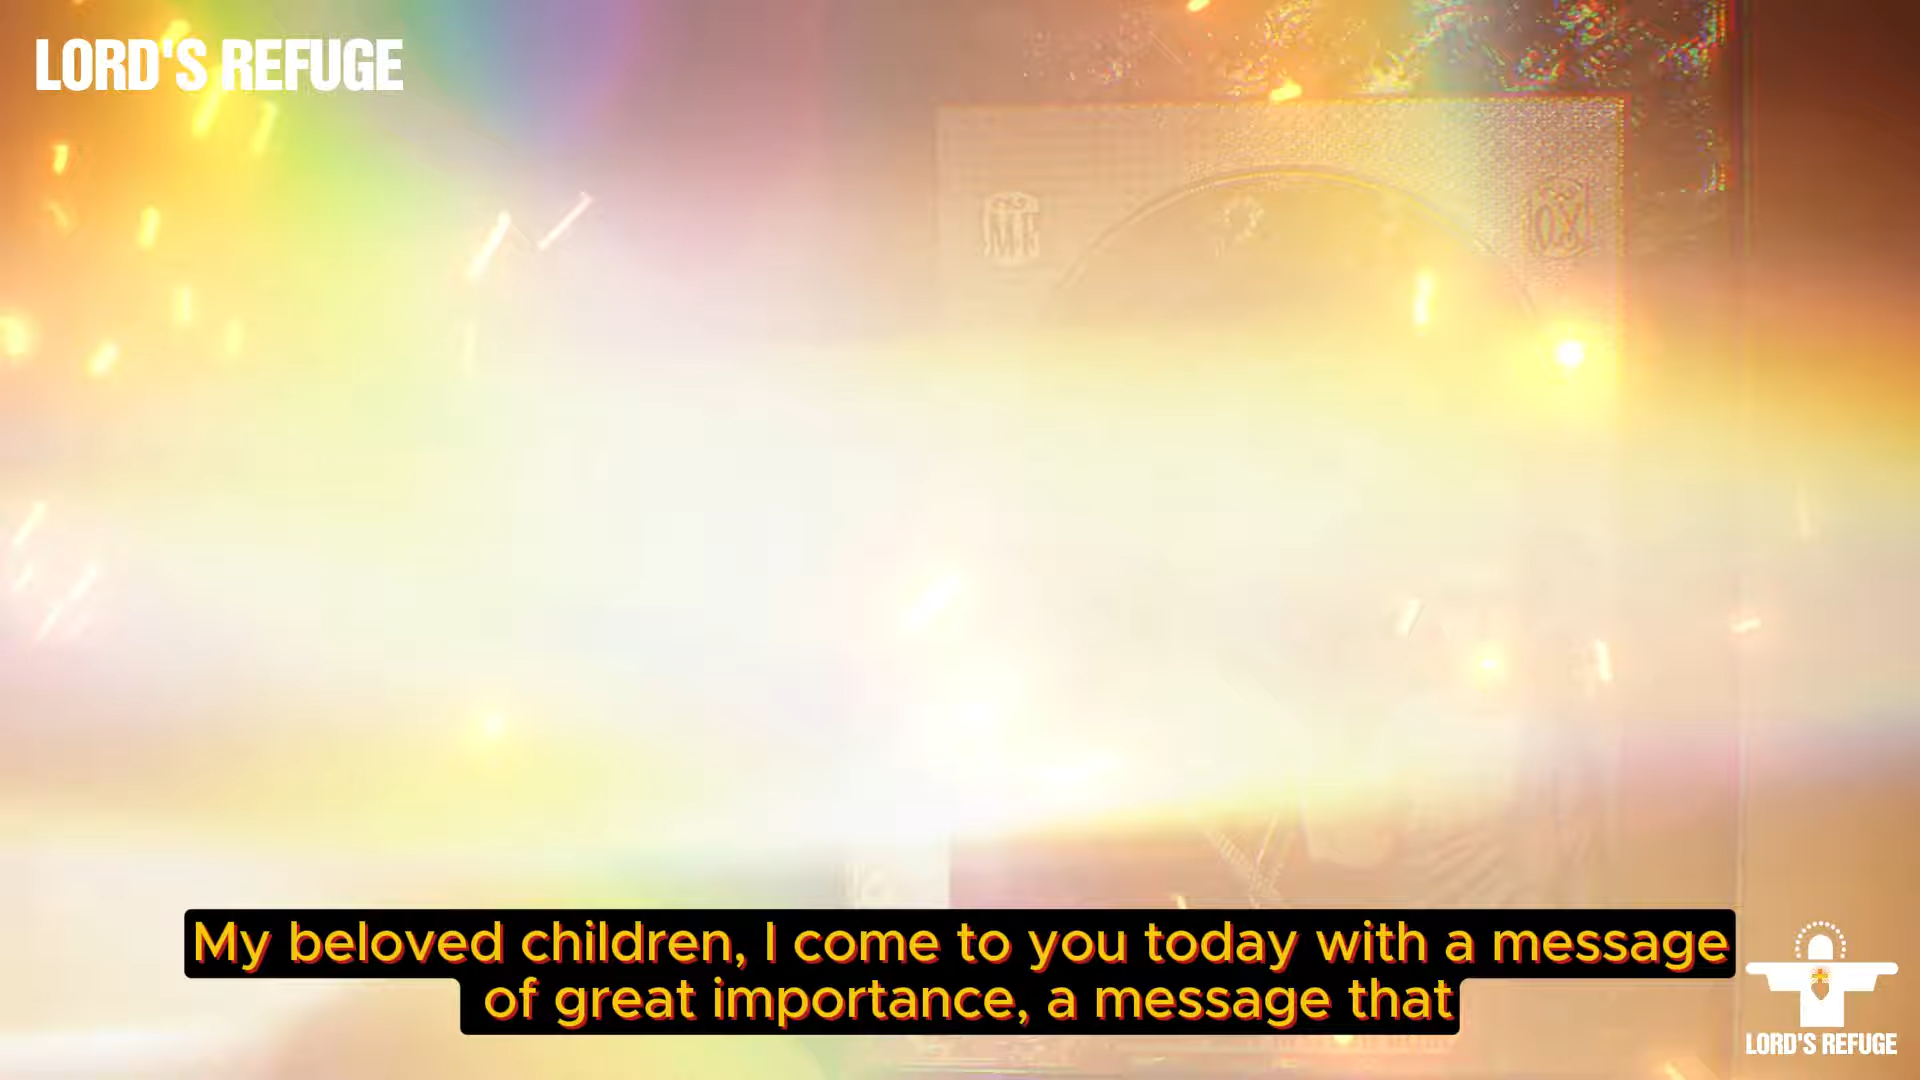 LORD'S REFUGE
My beloved children, I come to you today with a message
of great importance, a message that
LORD'S REFUGE